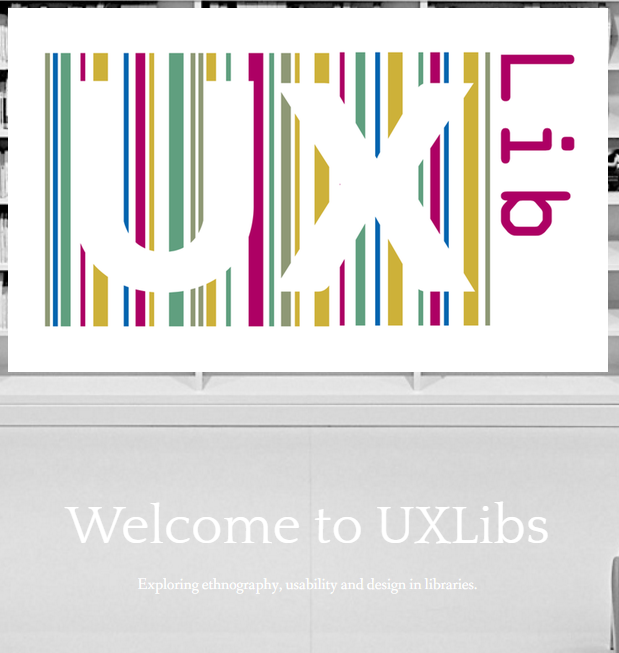 UX
Lib
Welcome to UXLibs
Exploring ethnography, usability and design in libraries.